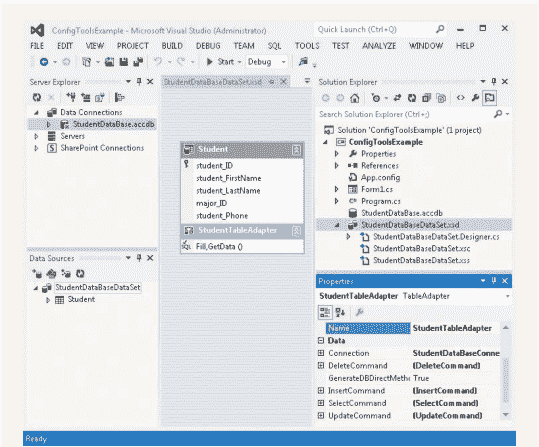 ConfigToolsExample - Microsoft Visual Studio (Administrator)
Quick Launch (Ctrl+Q)
FILE EDIT VIEW PROJECT BUILD DEBUG TEAM SQL TOOLS TEST ANALYZE WINDOW HELP
Start - Debug
Server Explorer
Data Connections
StudentDataBase.accdb
Servers
SharePoint Connections
Data Sources
StudentDataBaseDataSet
Student
StudentDataBaseDataSet.xsd
Student
student_ID
student_FirstName
student_LastName
major_ID
student_Phone
StudentTableAdapter
Fill,GetData ()
Solution Explorer
Search Solution Explorer (Ctrl+;)
Solution 'ConfigToolsExample' (1 project)
ConfigToolsExample
Properties
References
App.config
Form1.cs
Program.cs
StudentDataBase.accdb
StudentDataBaseDataSet.xsd
StudentDataBaseDataSet.Designer.cs
StudentDataBaseDataSet.xsc
StudentDataBaseDataSet.xss
Properties
StudentTableAdapter TableAdapter
Name StudentTableAdapter
Data
Connection StudentDataBaseConne
DeleteCommand (DeleteCommand)
GenerateDBDirectMetho True
InsertCommand (InsertCommand)
SelectCommand (SelectCommand)
UpdateCommand (UpdateCommand)
Ready